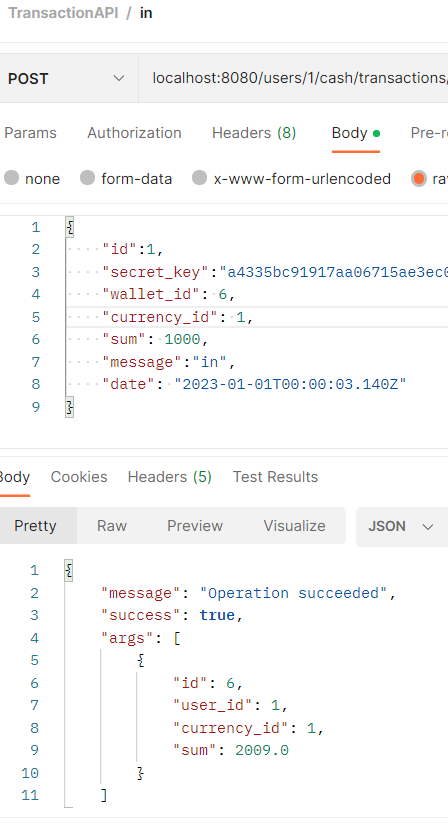 TransactionAPI / in
POST localhost:8080/users/1/cash/transactions/
Params Authorization Headers (8) Body Pre-r
none form-data x-www-form-urlencoded ra
1 {
2 "id":1,
3 "secret_key":"a4335bc91917aa06715ae3ec0
4 "wallet_id": 6,
5 "currency_id": 1,
6 "sum": 1000,
7 "message":"in",
8 "date": "2023-01-01T00:00:03.140Z"
9 }
Body Cookies Headers (5) Test Results
Pretty Raw Preview Visualize JSON
1 {
2 "message": "Operation succeeded",
3 "success": true,
4 "args": [
5 {
6 "id": 6,
7 "user_id": 1,
8 "currency_id": 1,
9 "sum": 2009.0
10 }
11 ]